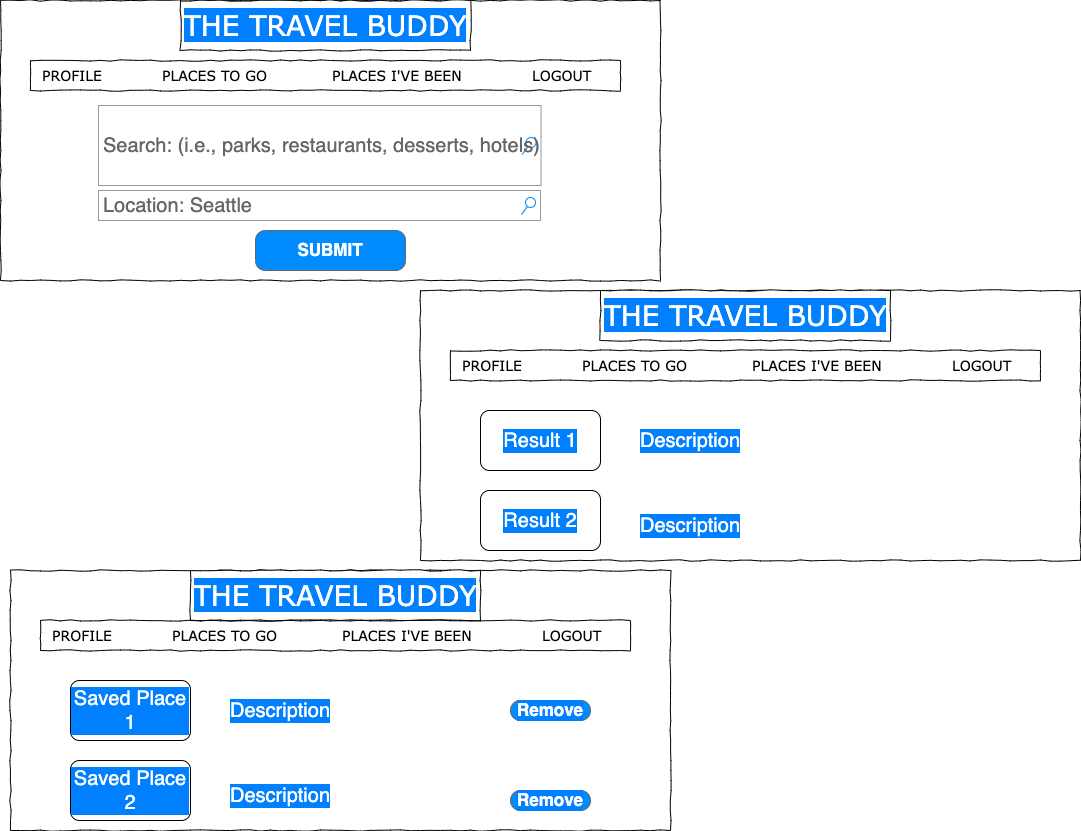 THE TRAVEL BUDDY
PROFILE PLACES TO GO PLACES I'VE BEEN LOGOUT
Search: (i.e., parks, restaurants, desserts, hotels)
Location: Seattle
SUBMIT
THE TRAVEL BUDDY
PROFILE PLACES TO GO PLACES I'VE BEEN LOGOUT
Result 1 Description
Result 2 Description
THE TRAVEL BUDDY
PROFILE PLACES TO GO PLACES I'VE BEEN LOGOUT
Saved Place
1
Description
Remove
Saved Place
2
Description
Remove